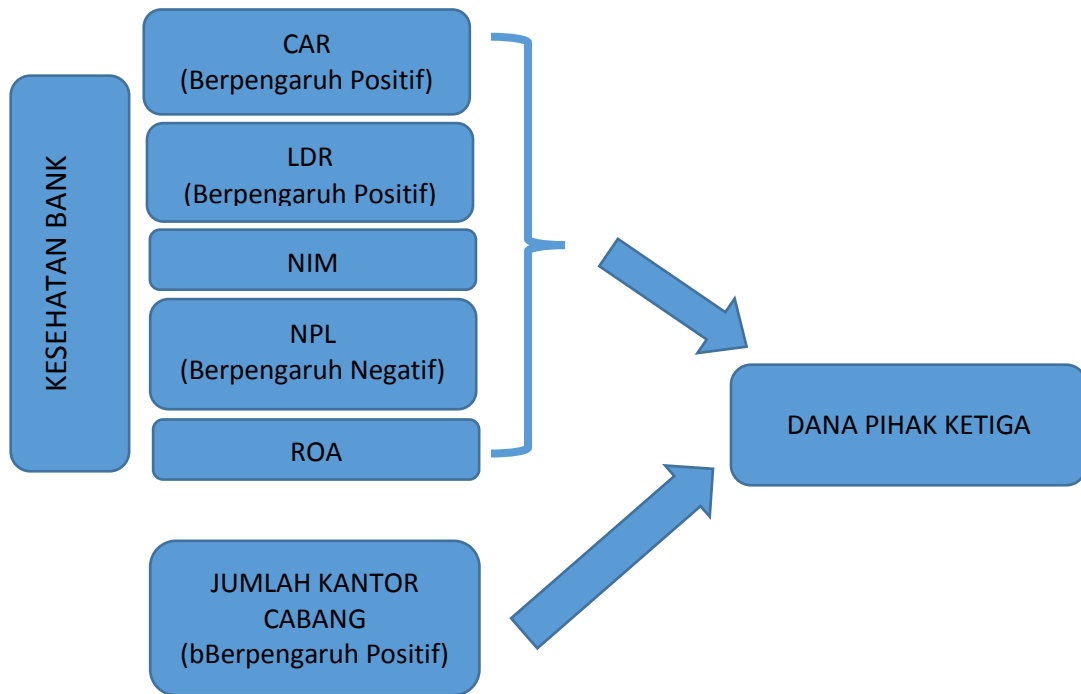 KESEHATAN BANK
CAR
(Berpengaruh Positif)
LDR
(Berpengaruh Positif)
NIM
NPL
(Berpengaruh Negatif)
ROA
JUMLAH KANTOR
CABANG
(bBerpengaruh Positif)
DANA PIHAK KETIGA